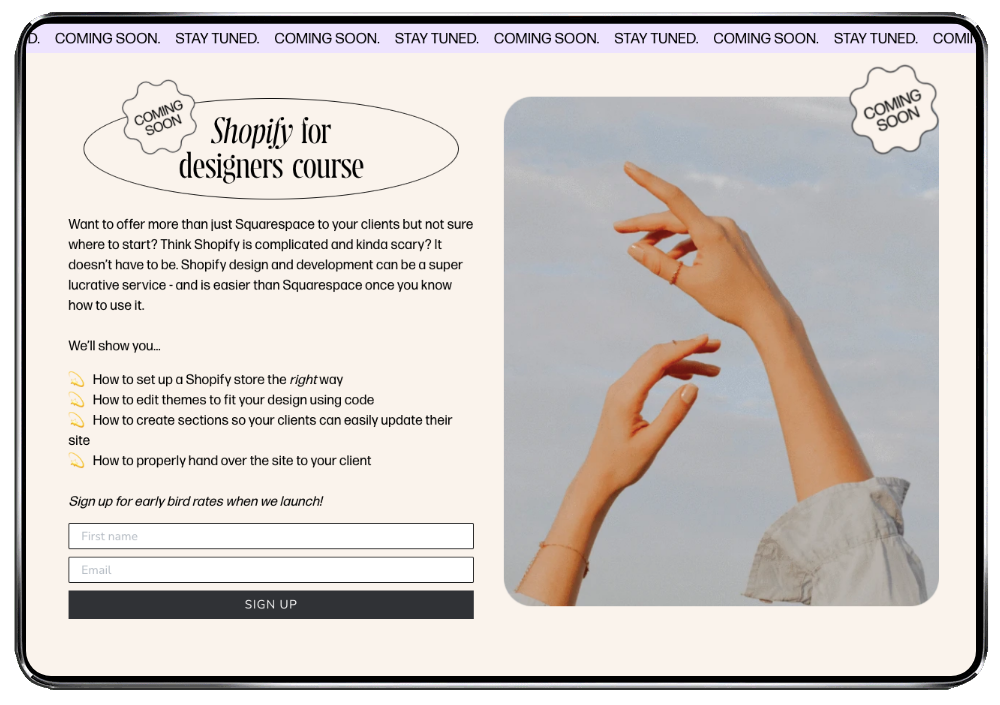 D. COMING SOON. STAY TUNED. COMING SOON. STAY TUNED. COMING SOON. STAY TUNED. COMING SOON. STAY TUNED. COMI
COMING
SOON
Shopify for
designers course
COMING
SOON
Want to offer more than just Squarespace to your clients but not sure
where to start? Think Shopify is complicated and kinda scary? It
doesn't have to be. Shopify design and development can be a super
lucrative service - and is easier than Squarespace once you know
how to use it.
We'll show you...
💫 How to set up a Shopify store the right way
💫 How to edit themes to fit your design using code
💫 How to create sections so your clients can easily update their
site
💫 How to properly hand over the site to your client
Sign up for early bird rates when we launch!
First name
Email
SIGN UP